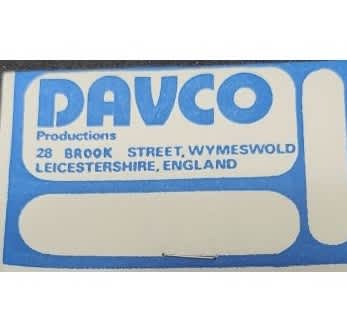 DAVCO
Productions
28 BROOK STREET, WYMESWOLD
LEICESTERSHIRE, ENGLAND